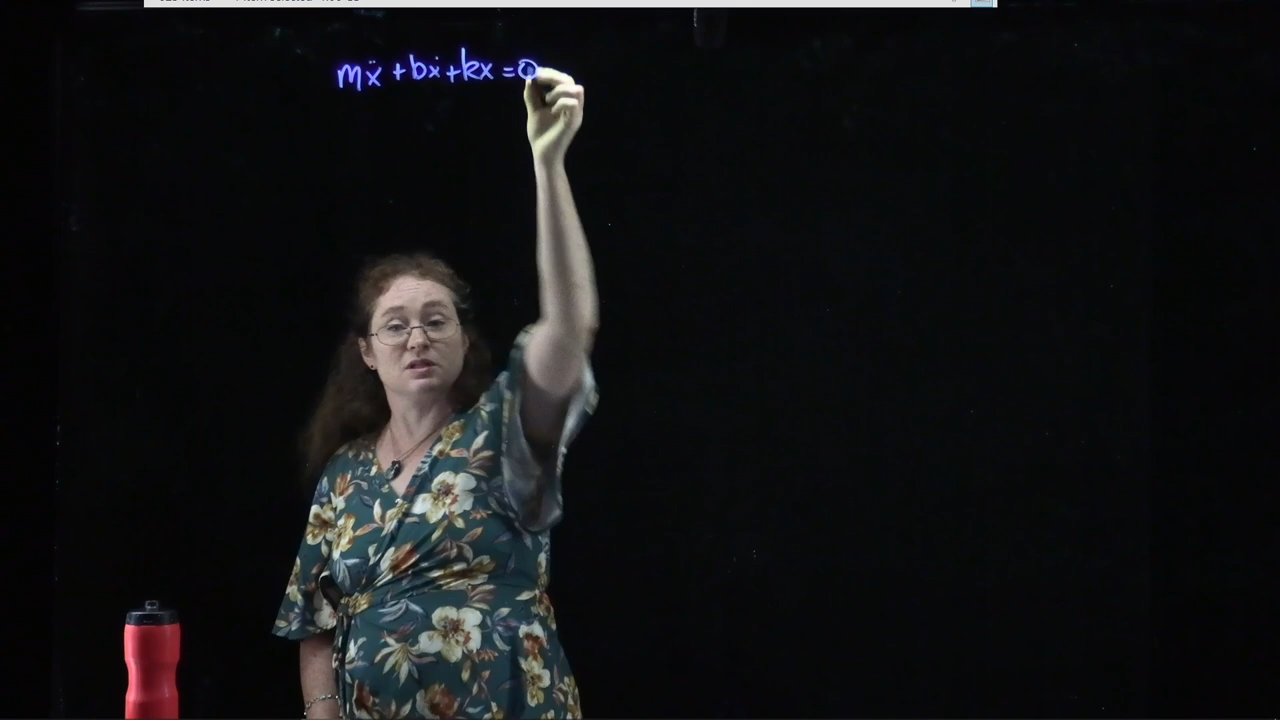 mẍ + bẋ + kx = 0